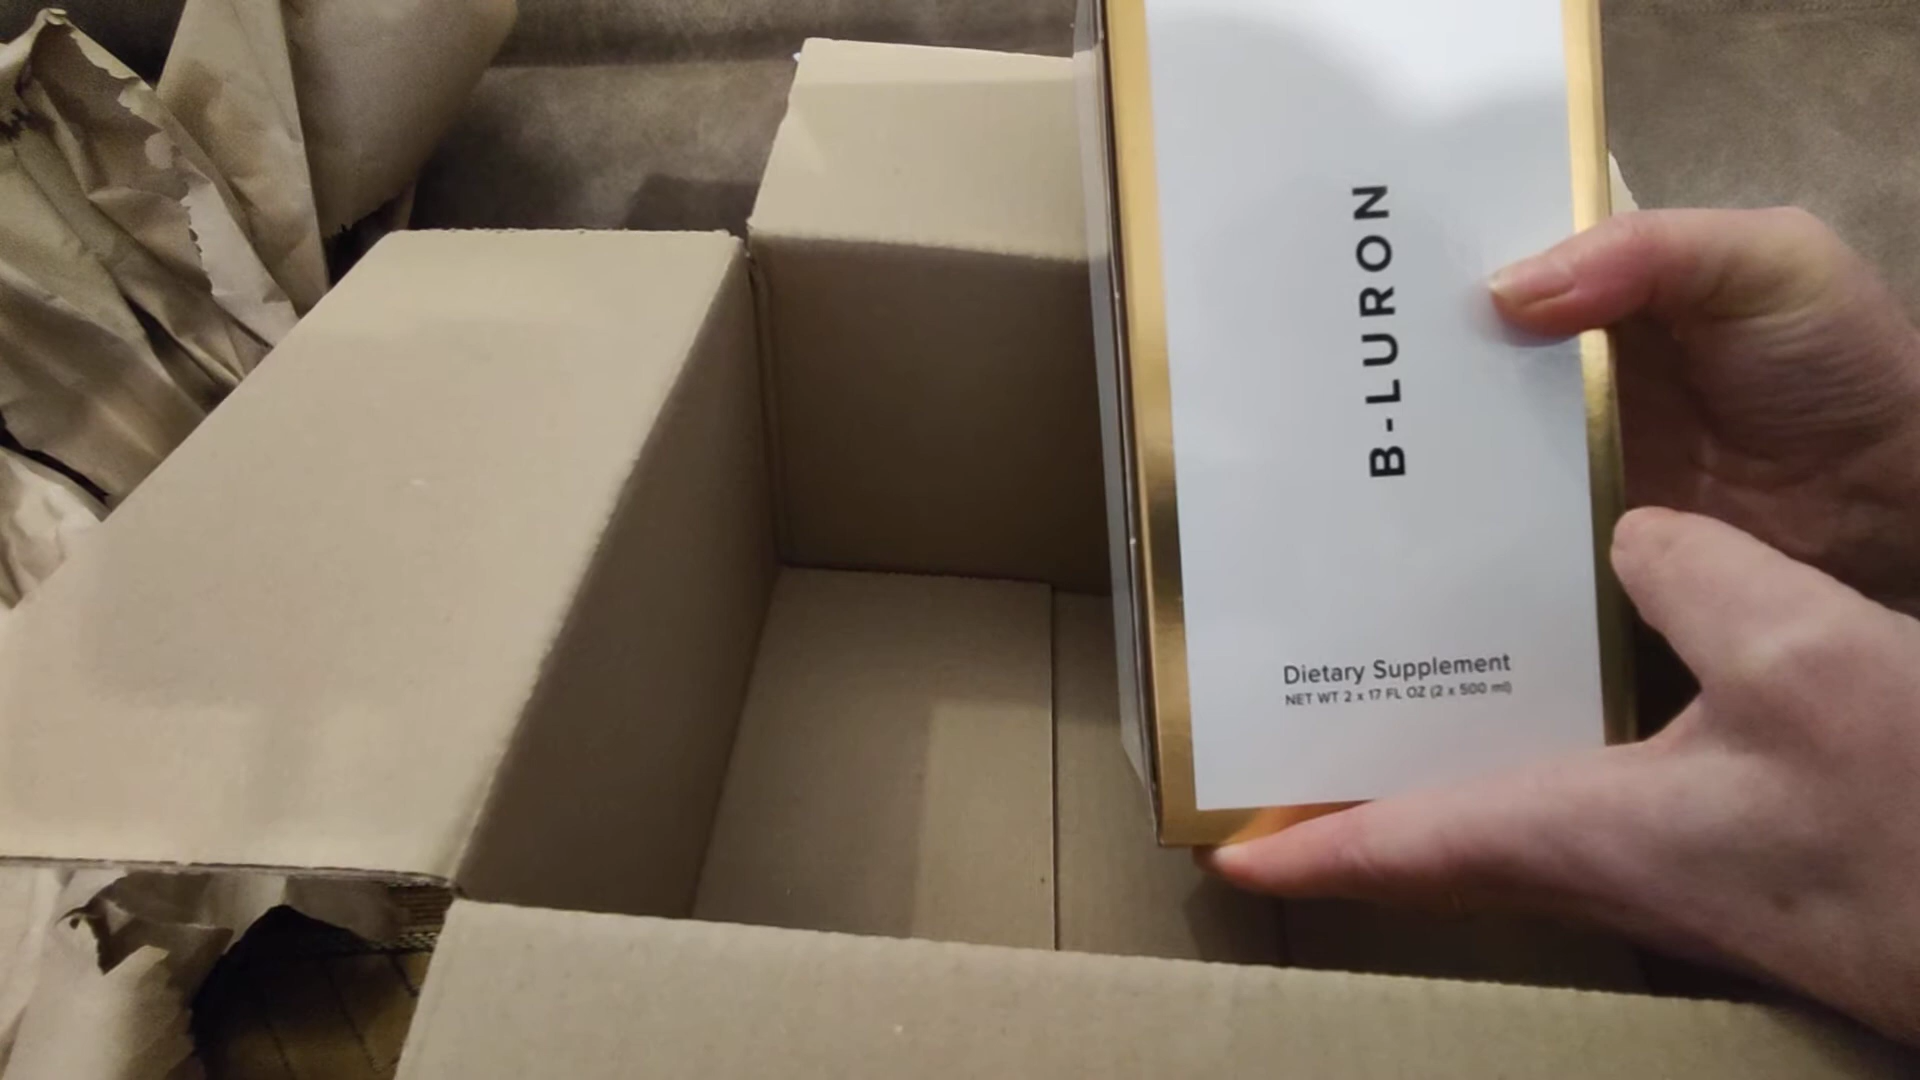 B-LURON
Dietary Supplement
NET WT 2 x 17 FL OZ (2 x 500 ml)